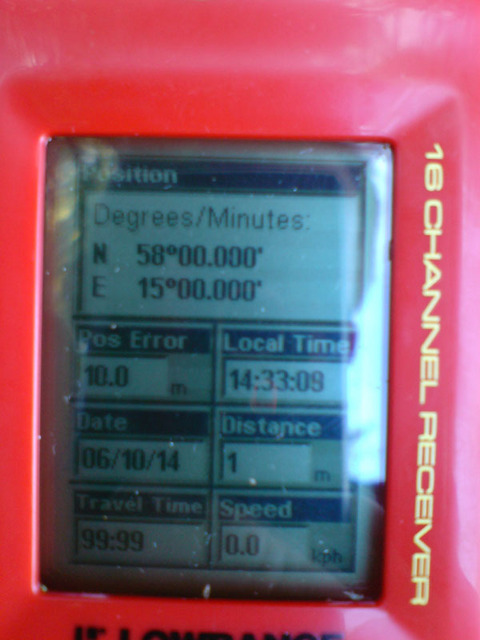 Position
Degrees/Minutes:
N 58°00.000'
E 15°00.000'
Pos Error
10.0 m
Local Time
14:33:09
Date
06/10/14
Distance
1 m
Travel Time
99:99
Speed
0.0 kph
16 CHANNEL RECEIVER
LOWRANCE